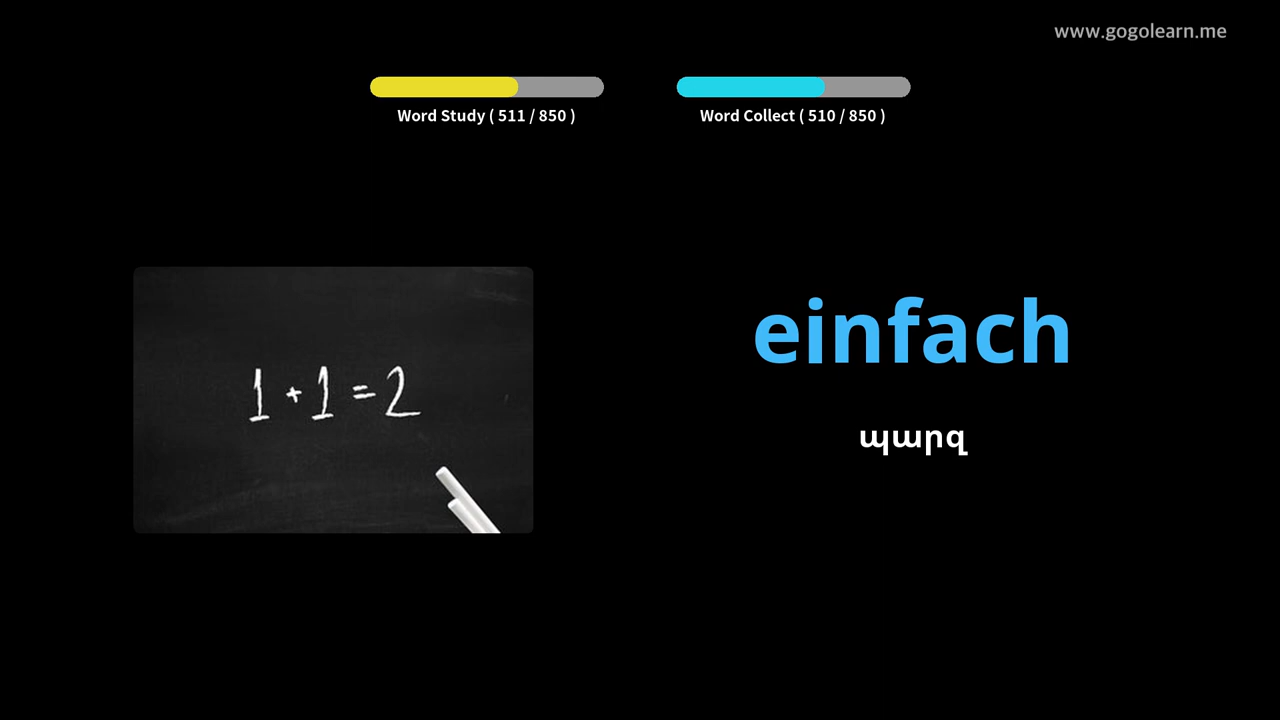 www.gogolearn.me
Word Study ( 511 / 850 )
Word Collect ( 510 / 850 )
1 + 1 = 2
einfach
պարզ